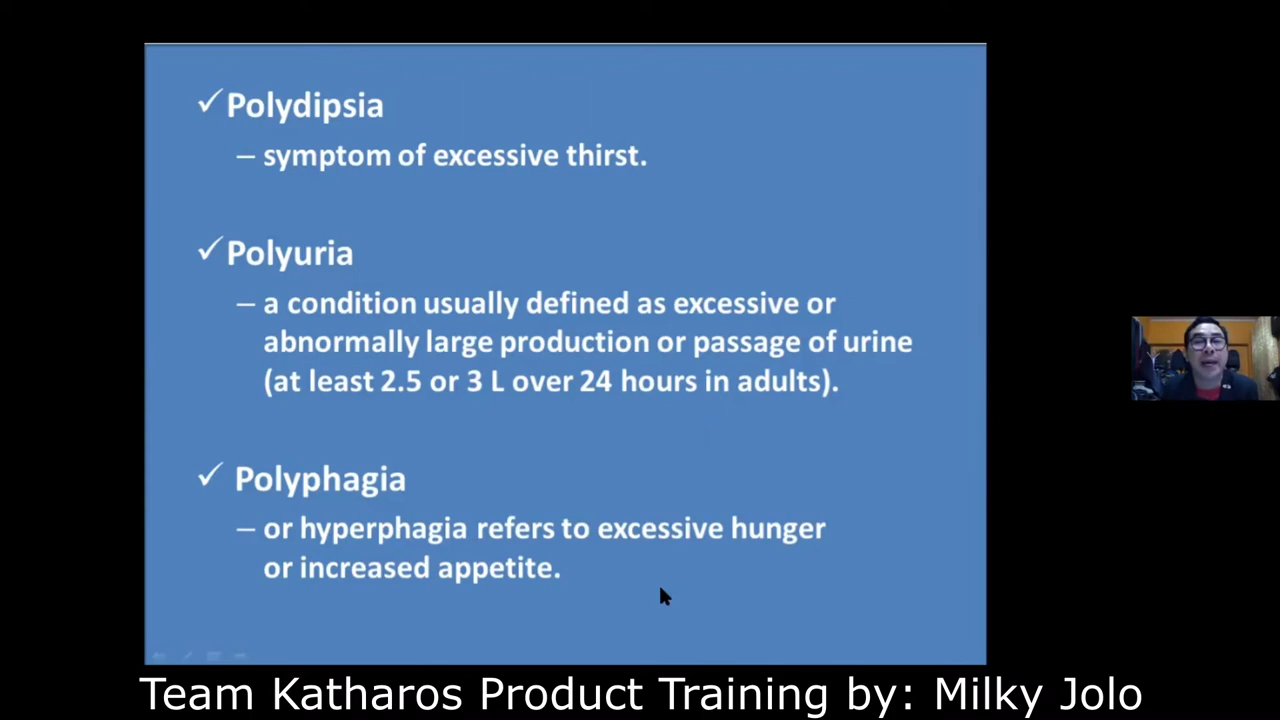 Polydipsia
– symptom of excessive thirst.
Polyuria
– a condition usually defined as excessive or
abnormally large production or passage of urine
(at least 2.5 or 3 L over 24 hours in adults).
Polyphagia
– or hyperphagia refers to excessive hunger
or increased appetite.
Team Katharos Product Training by: Milky Jolo